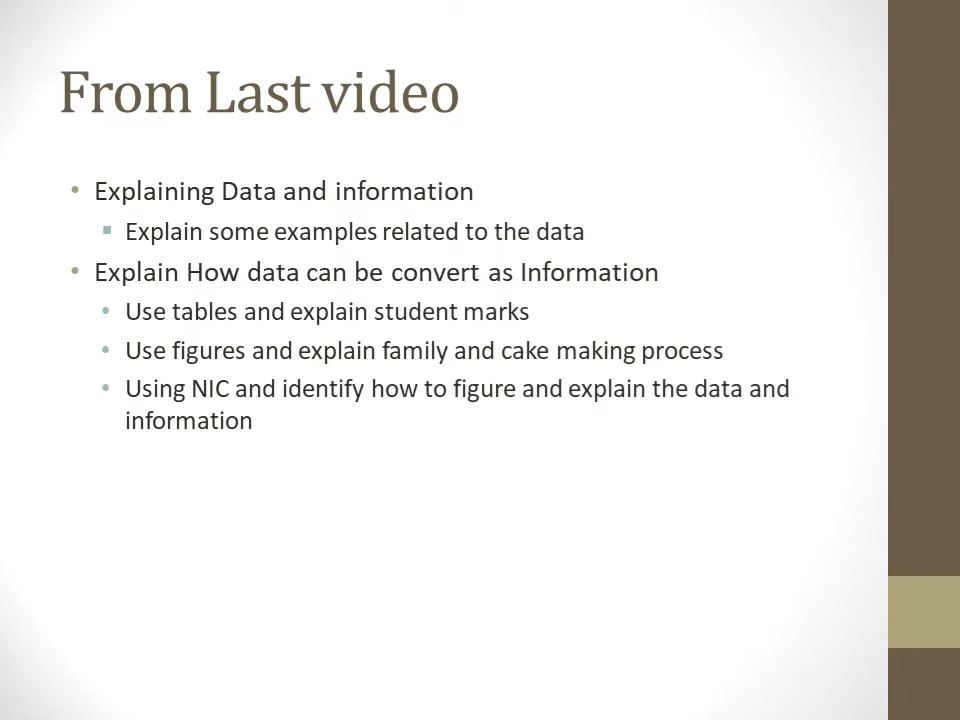 From Last video
• Explaining Data and information
▪ Explain some examples related to the data
• Explain How data can be convert as Information
• Use tables and explain student marks
• Use figures and explain family and cake making process
• Using NIC and identify how to figure and explain the data and
information